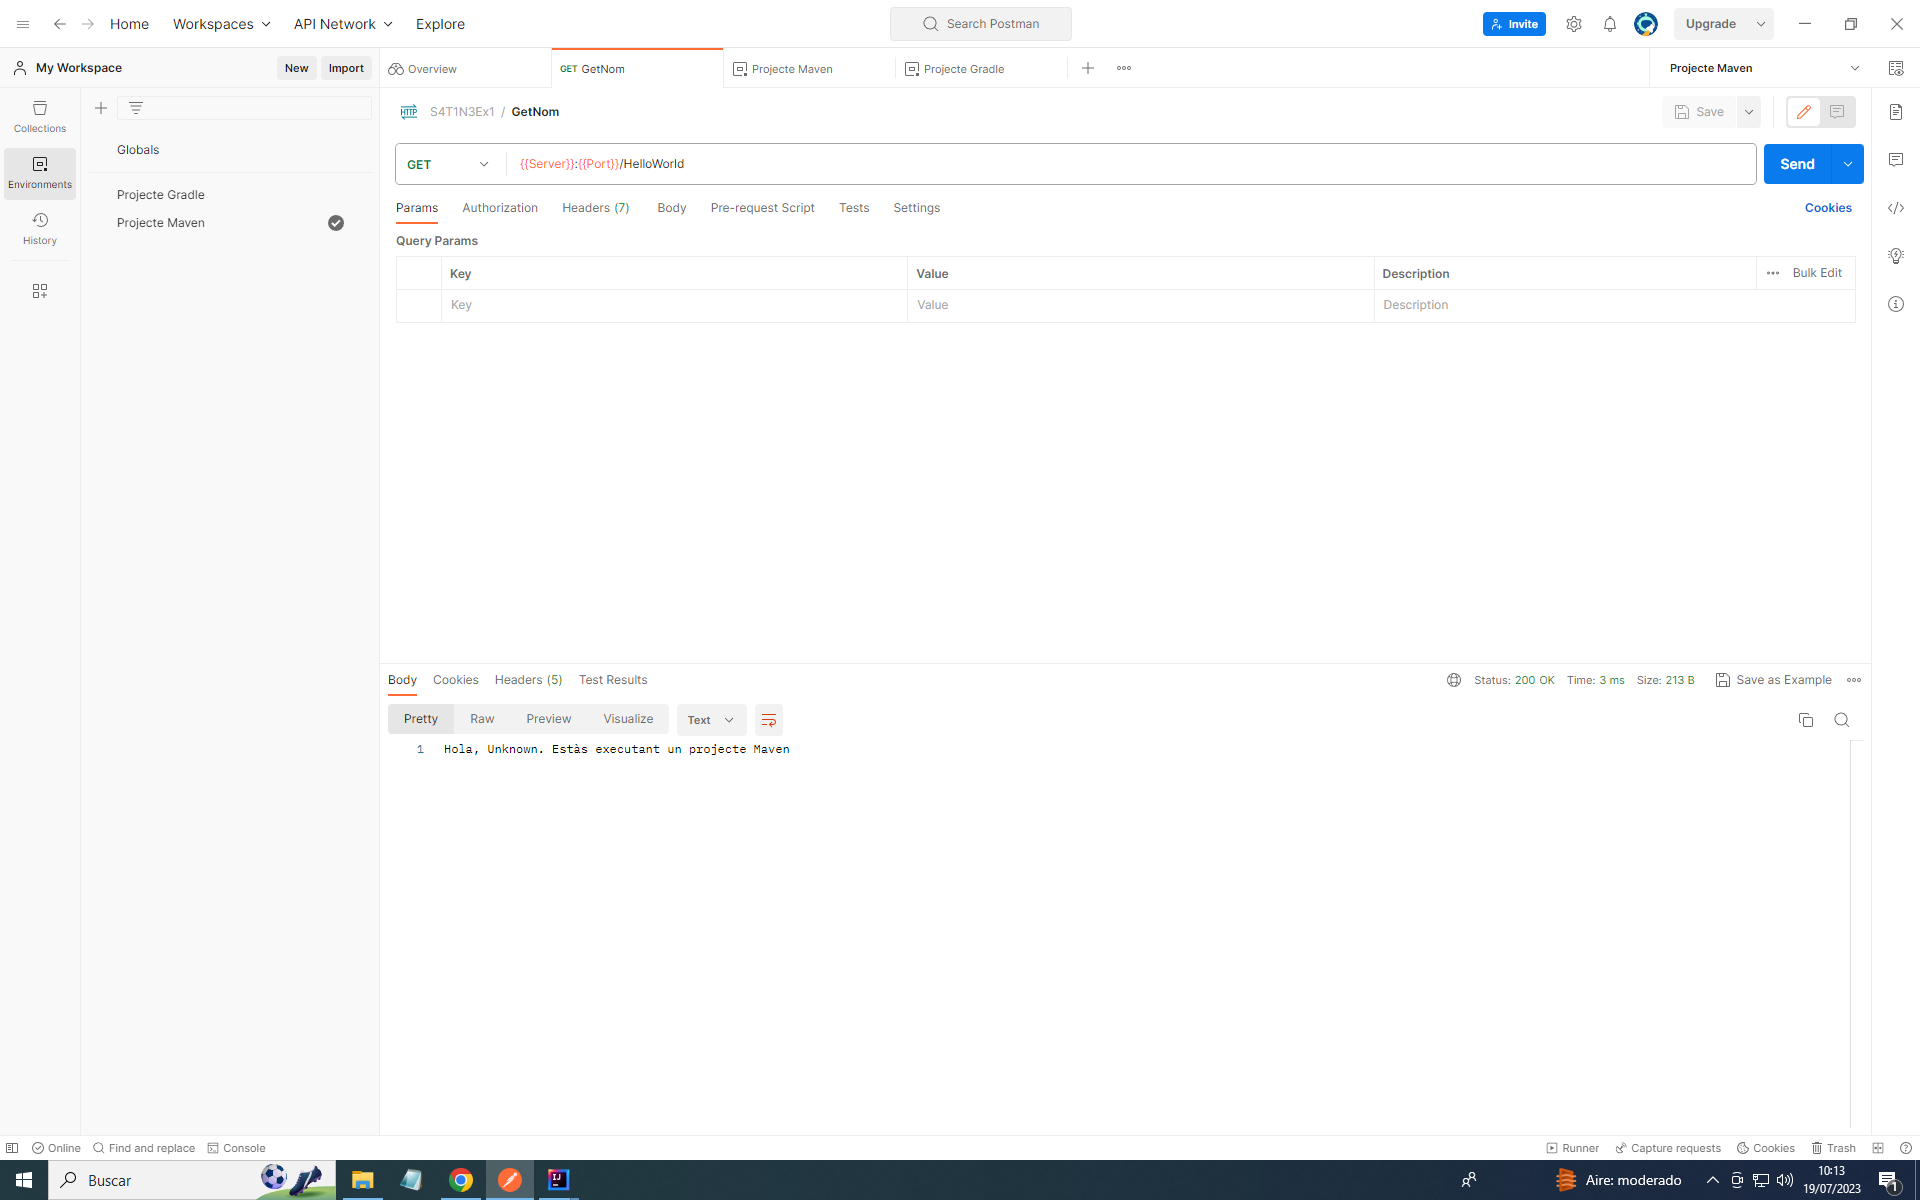 Home Workspaces API Network Explore Search Postman Invite Upgrade
My Workspace New Import Overview GET GetNom Projecte Maven Projecte Gradle Projecte Maven
Collections
Environments
History
Globals
Projecte Gradle
Projecte Maven
HTTP S4T1N3Ex1 / GetNom Save
GET {{Server}}:{{Port}}/HelloWorld Send
Params Authorization Headers (7) Body Pre-request Script Tests Settings Cookies
Query Params
Key Value Description Bulk Edit
Key Value Description
Body Cookies Headers (5) Test Results Status: 200 OK Time: 3 ms Size: 213 B Save as Example
Pretty Raw Preview Visualize Text
1 Hola, Unknown. Estàs executant un projecte Maven
Online Find and replace Console Runner Capture requests Cookies Trash
Buscar Aire: moderado 10:13
19/07/2023 1